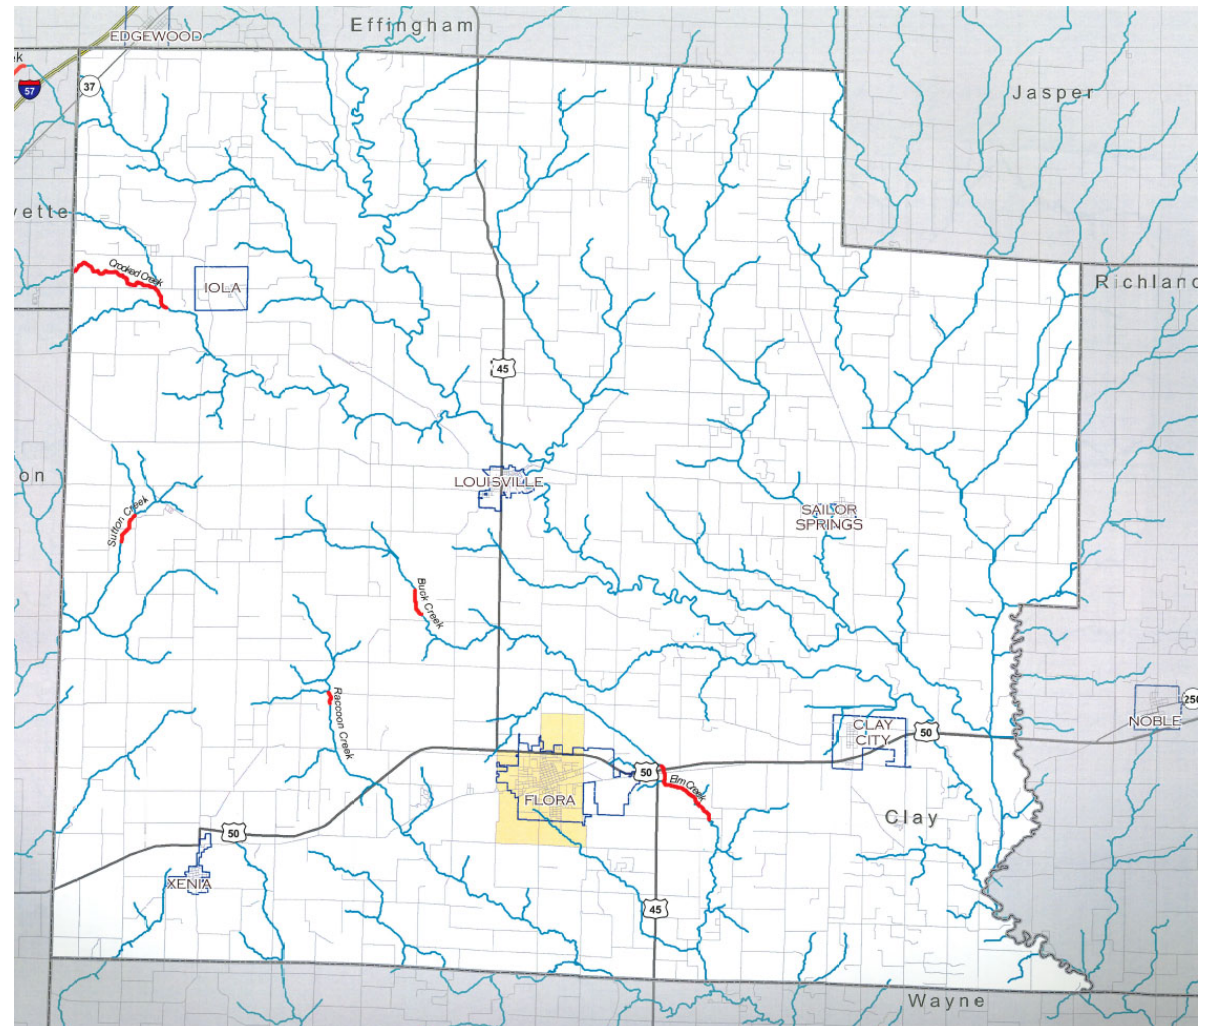 Effingham
EDGEWOOD
ek
57
37
Jasper
yette
Richland
Crooked Creek
IOLA
45
on
LOUISVILLE
SAILOR
SPRINGS
Sutton Creek
Buck Creek
Raccoon Creek
NOBLE
250
CLAY
CITY
50
50
Elm Creek
FLORA
Clay
50
XENIA
45
Wayne